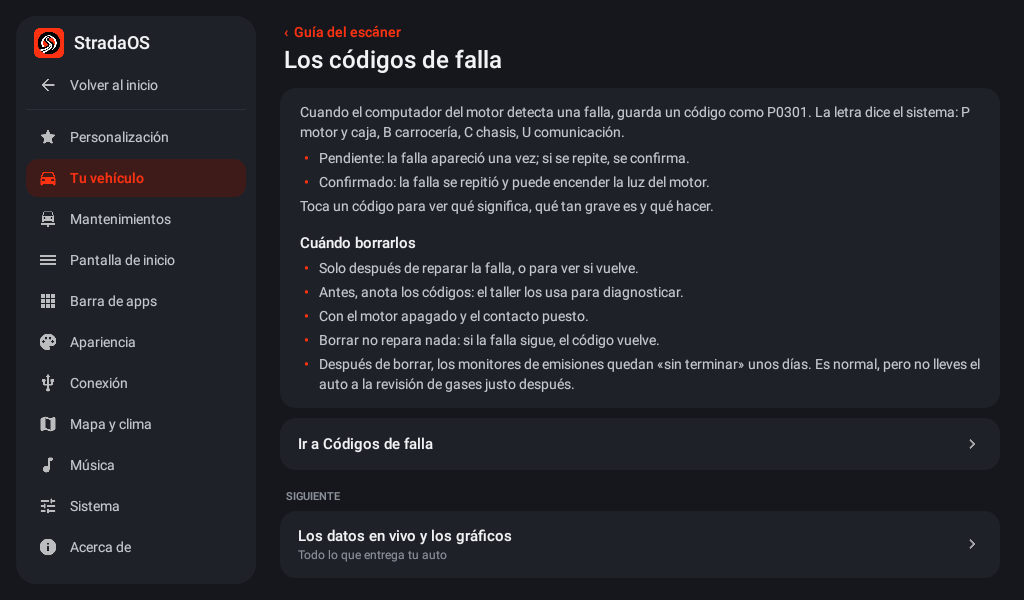 StradaOS
Volver al inicio
Personalización
Tu vehículo
Mantenimientos
Pantalla de inicio
Barra de apps
Apariencia
Conexión
Mapa y clima
Música
Sistema
Acerca de
‹ Guía del escáner
Los códigos de falla
Cuando el computador del motor detecta una falla, guarda un código como P0301. La letra dice el sistema: P
motor y caja, B carrocería, C chasis, U comunicación.
• Pendiente: la falla apareció una vez; si se repite, se confirma.
• Confirmado: la falla se repitió y puede encender la luz del motor.
Toca un código para ver qué significa, qué tan grave es y qué hacer.
Cuándo borrarlos
• Solo después de reparar la falla, o para ver si vuelve.
• Antes, anota los códigos: el taller los usa para diagnosticar.
• Con el motor apagado y el contacto puesto.
• Borrar no repara nada: si la falla sigue, el código vuelve.
• Después de borrar, los monitores de emisiones quedan «sin terminar» unos días. Es normal, pero no lleves el
auto a la revisión de gases justo después.
Ir a Códigos de falla
SIGUIENTE
Los datos en vivo y los gráficos
Todo lo que entrega tu auto